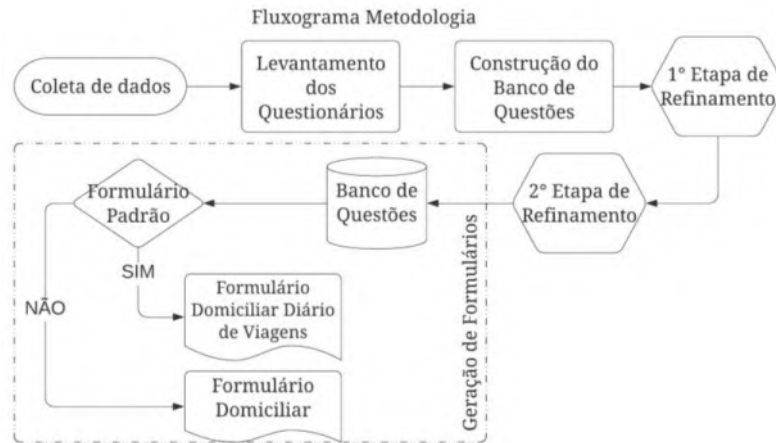 Fluxograma Metodologia
Coleta de dados
Levantamento
dos
Questionários
Construção do
Banco de
Questões
1° Etapa de
Refinamento
2° Etapa de
Refinamento
Banco de
Questões
Formulário
Padrão
SIM
NÃO
Formulário
Domiciliar Diário
de Viagens
Formulário
Domiciliar
Geração de Formulários